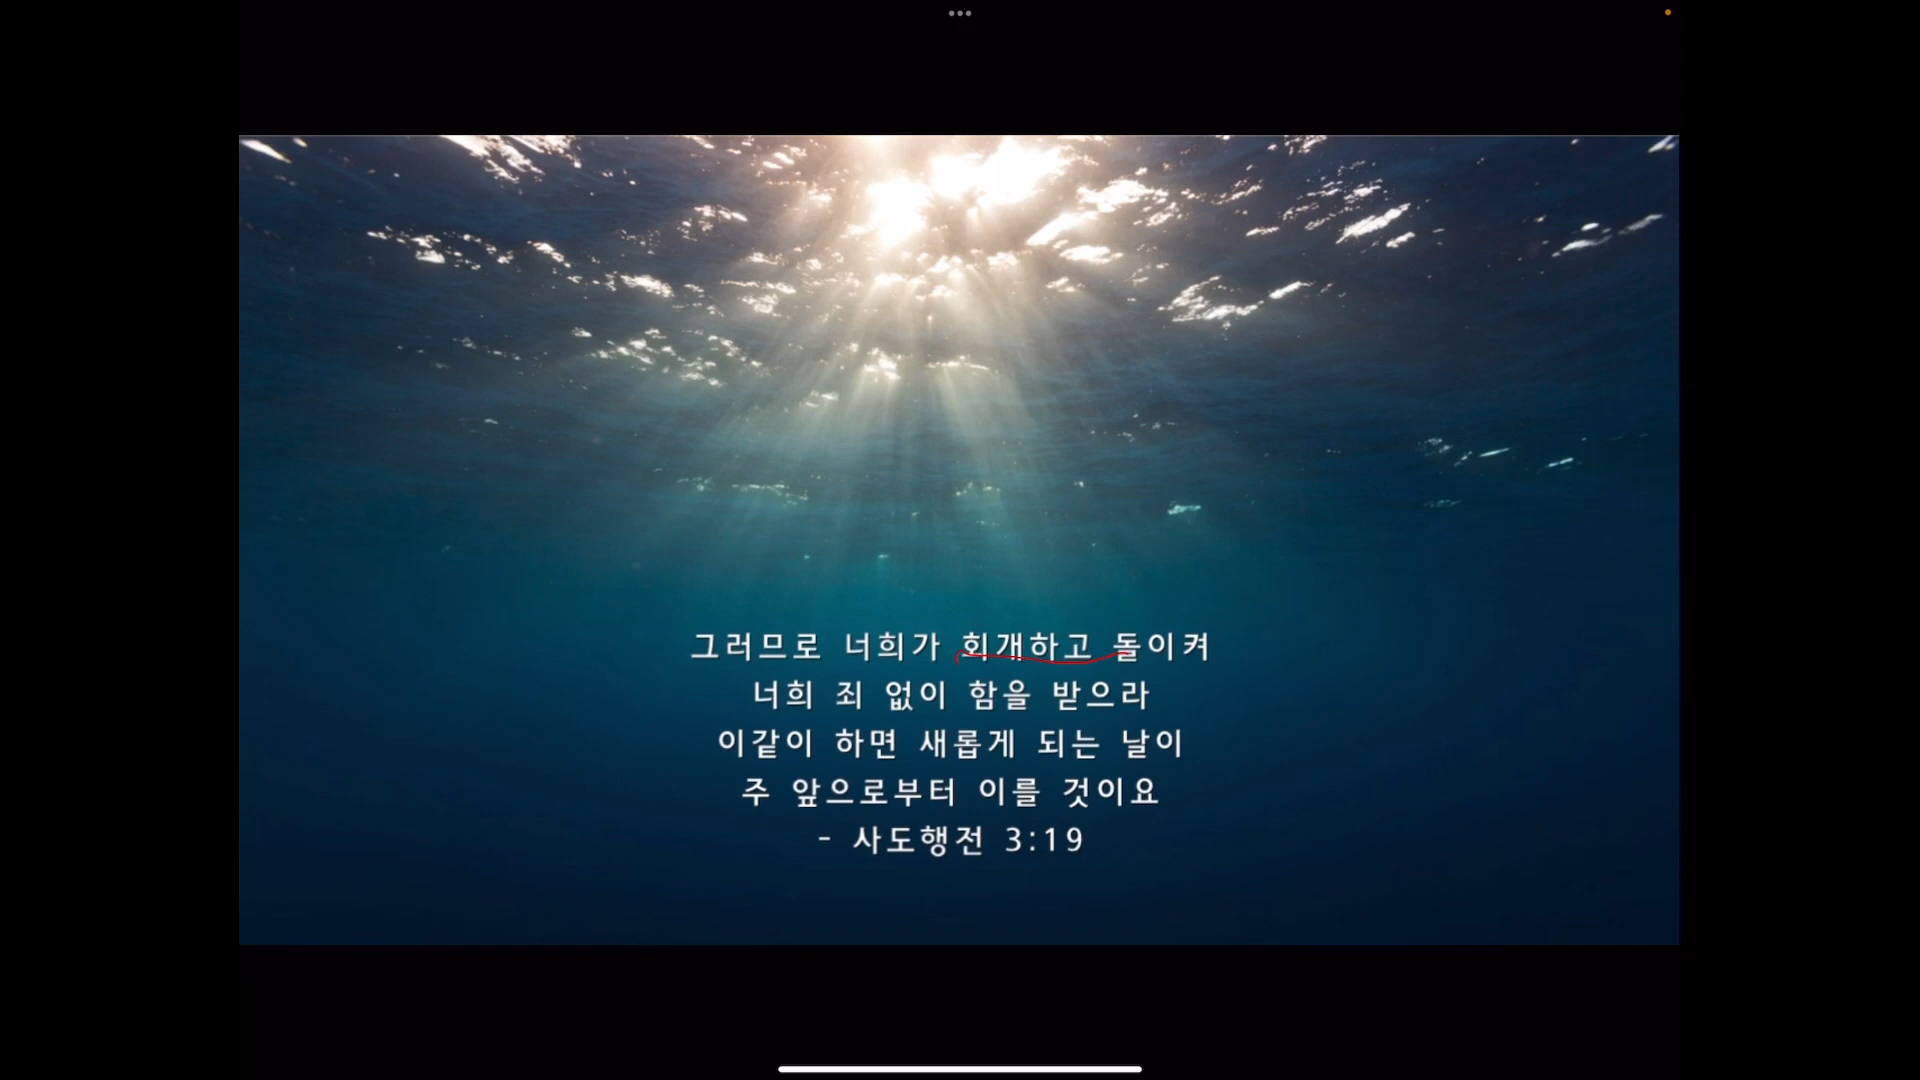 그러므로 너희가 회개하고 돌이켜
너희 죄 없이 함을 받으라
이같이 하면 새롭게 되는 날이
주 앞으로부터 이를 것이요
- 사도행전 3:19